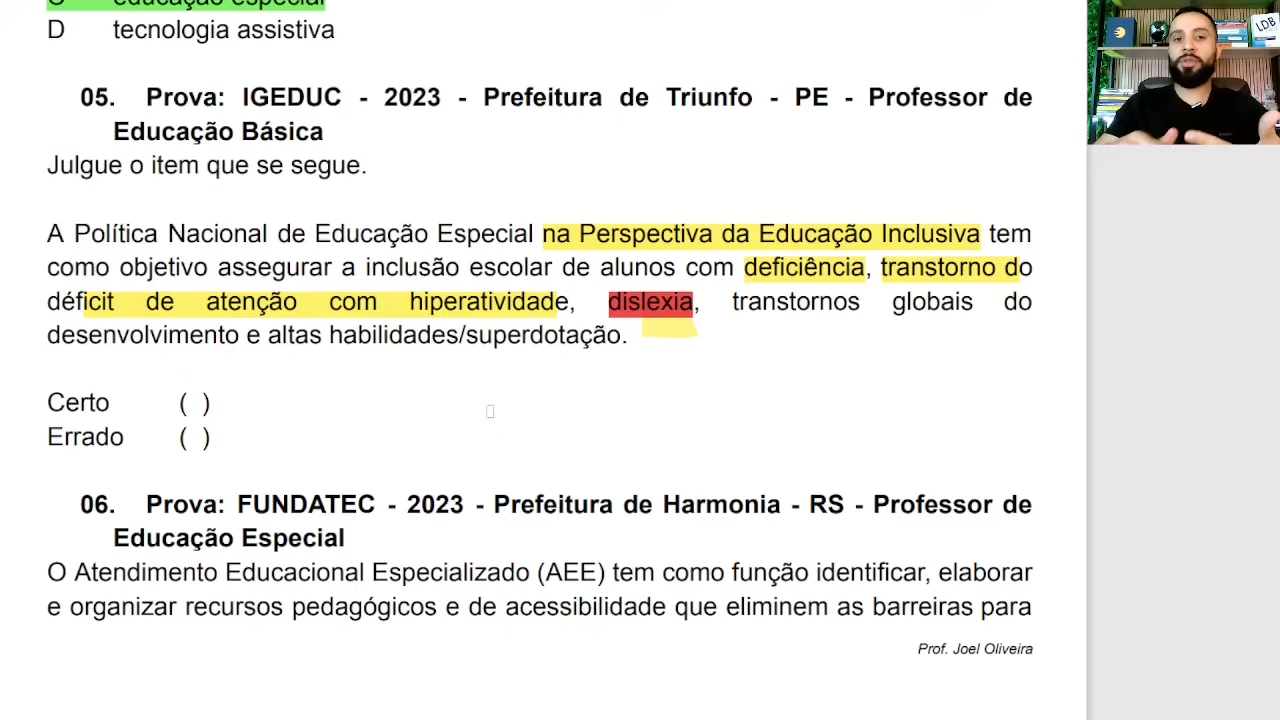 C educação especial
D tecnologia assistiva
05. Prova: IGEDUC - 2023 - Prefeitura de Triunfo - PE - Professor de
Educação Básica
Julgue o item que se segue.
A Política Nacional de Educação Especial na Perspectiva da Educação Inclusiva tem
como objetivo assegurar a inclusão escolar de alunos com deficiência, transtorno do
déficit de atenção com hiperatividade, dislexia, transtornos globais do
desenvolvimento e altas habilidades/superdotação.
Certo ( )
Errado ( )
06. Prova: FUNDATEC - 2023 - Prefeitura de Harmonia - RS - Professor de
Educação Especial
O Atendimento Educacional Especializado (AEE) tem como função identificar, elaborar
e organizar recursos pedagógicos e de acessibilidade que eliminem as barreiras para
Prof. Joel Oliveira
LDB